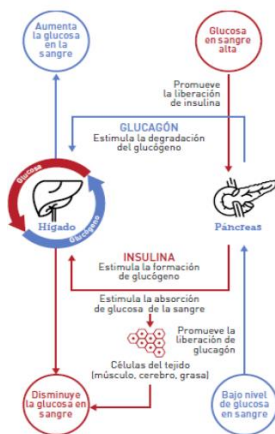 Aumenta
la glucosa
en la
sangre
Glucosa
en sangre
alta
Promueve
la liberación
de insulina
GLUCAGÓN
Estimula la degradación
del glucógeno
Glucosa
Hígado
Glucógeno
Páncreas
INSULINA
Estimula la formación
de glucógeno
Estimula la absorción
de glucosa de la sangre
Promueve la
liberación de
glucagón
Células del tejido
(músculo, cerebro, grasa)
Disminuye
la glucosa en
sangre
Bajo nivel
de glucosa
en sangre